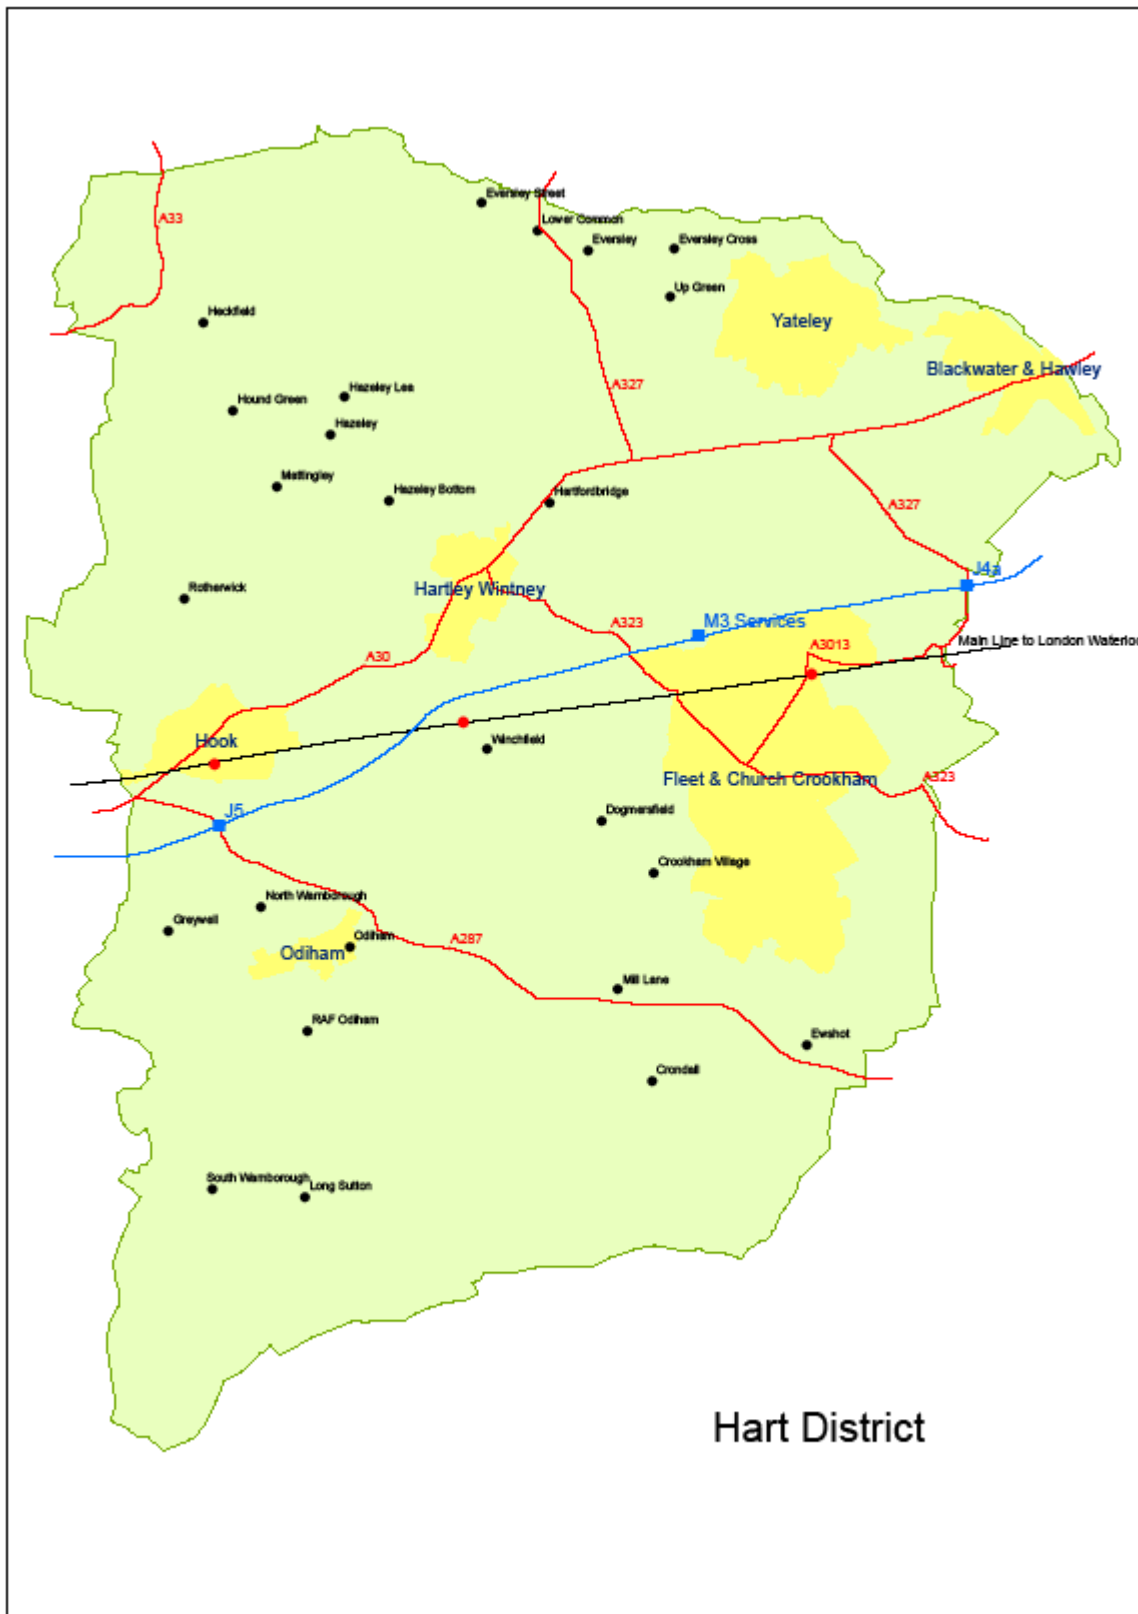 Eversley Street
A33
Lower Common
Eversley
Eversley Cross
Up Green
Heckfield
Yateley
Blackwater & Hawley
A327
Hazeley Lea
Hound Green
Hazeley
Mattingley
Hazeley Bottom
Hartfordbridge
A327
J4a
Rotherwick
Hartley Wintney
A323
M3 Services
A3013
Main Line to London Waterloo
A30
Hook
Winchfield
Fleet & Church Crookham
A323
J5
Dogmersfield
Crookham Village
North Warnborough
Greywell
Odiham
Odiham
A287
Mill Lane
RAF Odiham
Ewshot
Crondall
South Warnborough
Long Sutton
Hart District